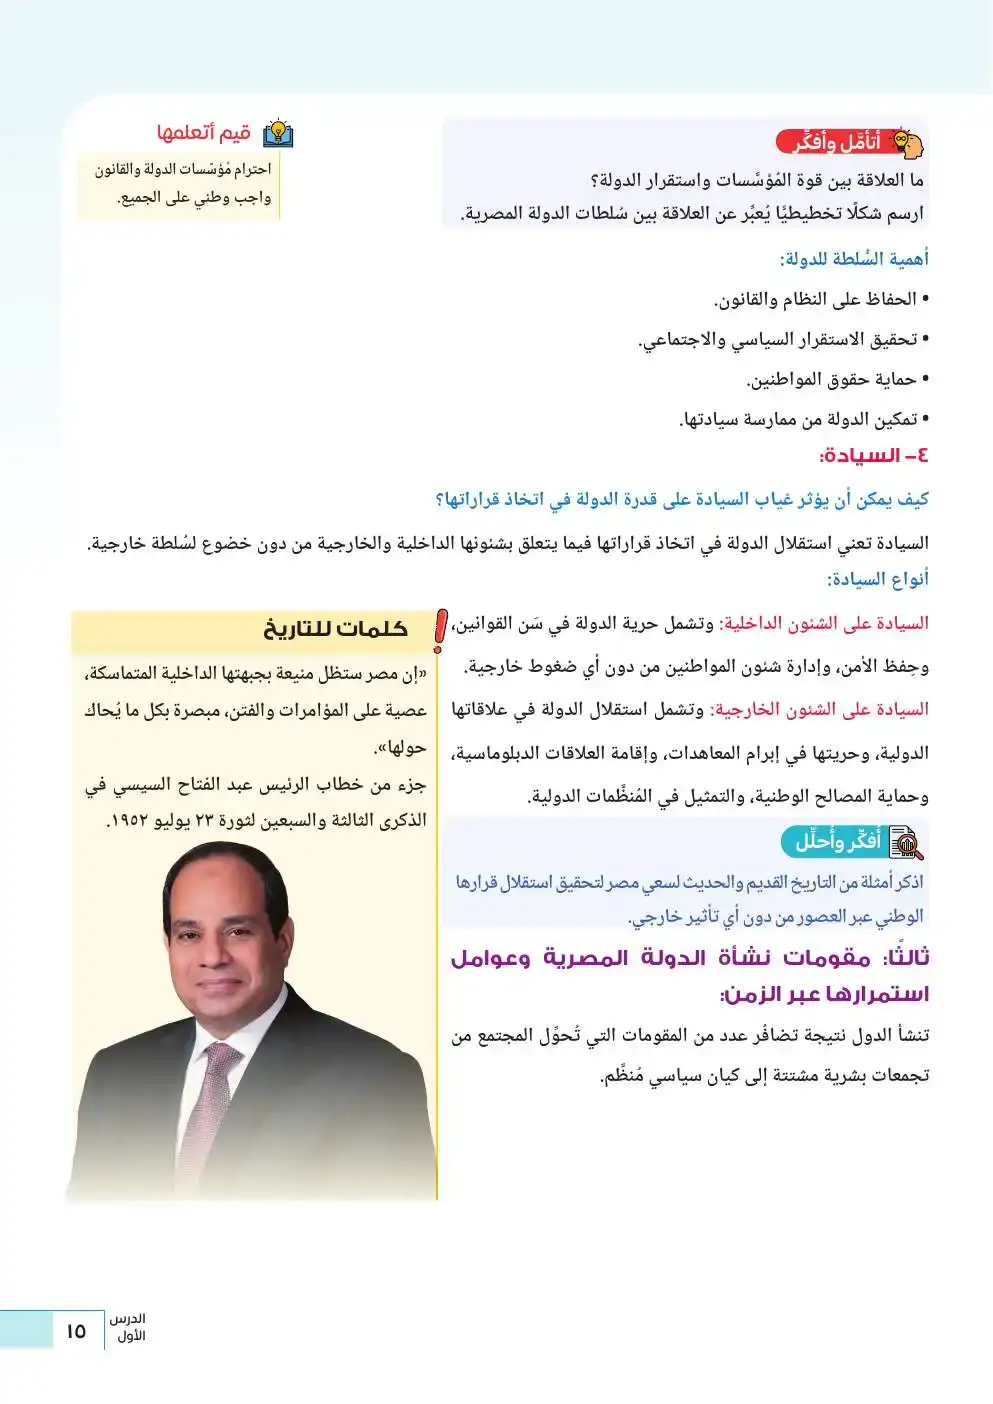 أتأمَّل وأفكِّر
ما العلاقة بين قوة المُؤسَّسات واستقرار الدولة؟
ارسم شكلًا تخطيطيًّا يُعبِّر عن العلاقة بين سُلطات الدولة المصرية.
قيم أتعلمها
احترام مُؤسّسات الدولة والقانون
واجب وطني على الجميع.
أهمية السُّلطة للدولة:
• الحفاظ على النظام والقانون.
• تحقيق الاستقرار السياسي والاجتماعي.
• حماية حقوق المواطنين.
• تمكين الدولة من ممارسة سيادتها.
٤- السيادة:
كيف يمكن أن يؤثر غياب السيادة على قدرة الدولة في اتخاذ قراراتها؟
السيادة تعني استقلال الدولة في اتخاذ قراراتها فيما يتعلق بشئونها الداخلية والخارجية من دون خضوع لسُلطة خارجية.
أنواع السيادة:
السيادة على الشئون الداخلية: وتشمل حرية الدولة في سَن القوانين،
وحِفظ الأمن، وإدارة شئون المواطنين من دون أي ضغوط خارجية.
السيادة على الشئون الخارجية: وتشمل استقلال الدولة في علاقاتها
الدولية، وحريتها في إبرام المعاهدات، وإقامة العلاقات الدبلوماسية،
وحماية المصالح الوطنية، والتمثيل في المُنظَّمات الدولية.
كلمات للتاريخ
«إن مصر ستظل منيعة بجبهتها الداخلية المتماسكة،
عصية على المؤامرات والفتن، مبصرة بكل ما يُحاك
حولها».
جزء من خطاب الرئيس عبد الفتاح السيسي في
الذكرى الثالثة والسبعين لثورة ٢٣ يوليو ١٩٥٢.
أُفكِّر وأُحلِّل
اذكر أمثلة من التاريخ القديم والحديث لسعي مصر لتحقيق استقلال قرارها
الوطني عبر العصور من دون أي تأثير خارجي.
ثالثًا: مقومات نشأة الدولة المصرية وعوامل
استمرارها عبر الزمن:
تنشأ الدول نتيجة تضافُر عدد من المقومات التي تُحوِّل المجتمع من
تجمعات بشرية مشتتة إلى كيان سياسي مُنظَّم.
الدرس
الأول
١٥